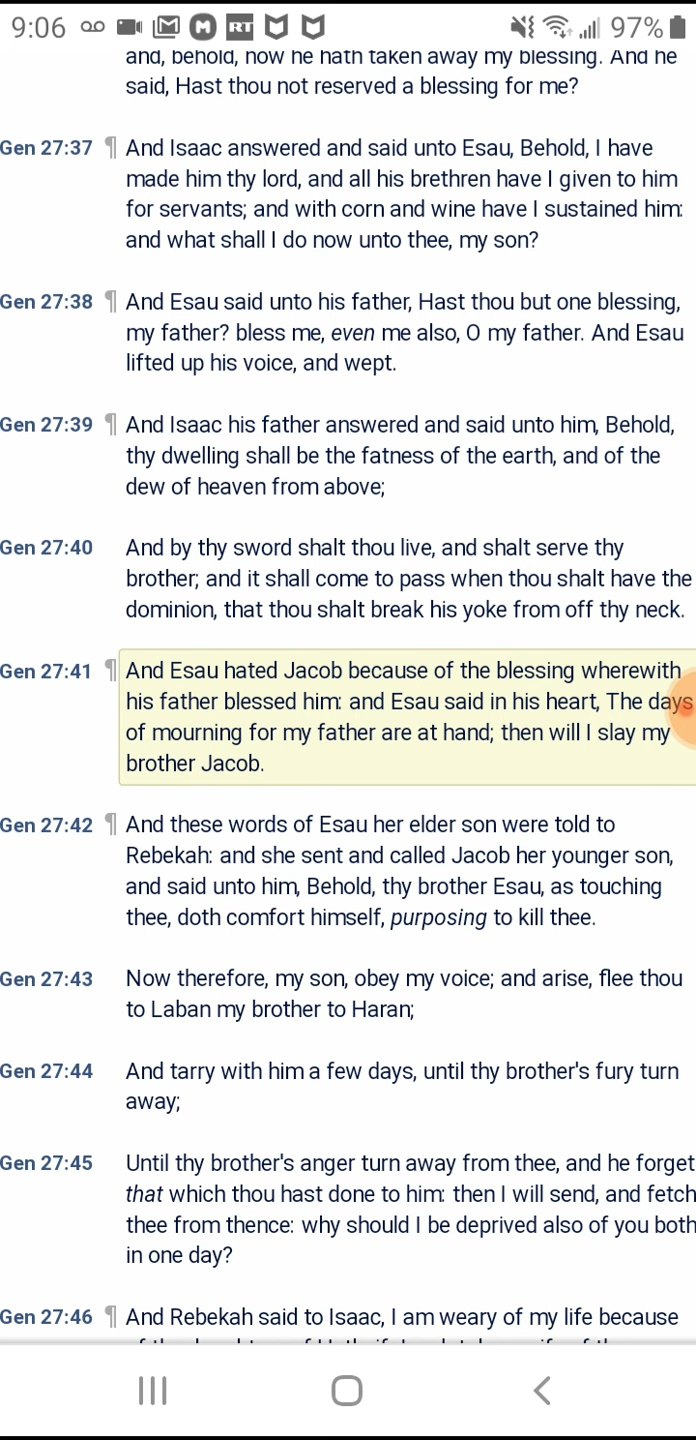 9:06
RT
97%
and, behold, now he hath taken away my blessing. And he
said, Hast thou not reserved a blessing for me?
Gen 27:37 ¶ And Isaac answered and said unto Esau, Behold, I have
made him thy lord, and all his brethren have I given to him
for servants; and with corn and wine have I sustained him:
and what shall I do now unto thee, my son?
Gen 27:38 ¶ And Esau said unto his father, Hast thou but one blessing,
my father? bless me, even me also, O my father. And Esau
lifted up his voice, and wept.
Gen 27:39 ¶ And Isaac his father answered and said unto him, Behold,
thy dwelling shall be the fatness of the earth, and of the
dew of heaven from above;
Gen 27:40 And by thy sword shalt thou live, and shalt serve thy
brother; and it shall come to pass when thou shalt have the
dominion, that thou shalt break his yoke from off thy neck.
Gen 27:41 ¶ And Esau hated Jacob because of the blessing wherewith
his father blessed him: and Esau said in his heart, The days
of mourning for my father are at hand; then will I slay my
brother Jacob.
Gen 27:42 ¶ And these words of Esau her elder son were told to
Rebekah: and she sent and called Jacob her younger son,
and said unto him, Behold, thy brother Esau, as touching
thee, doth comfort himself, purposing to kill thee.
Gen 27:43 Now therefore, my son, obey my voice; and arise, flee thou
to Laban my brother to Haran;
Gen 27:44 And tarry with him a few days, until thy brother's fury turn
away;
Gen 27:45 Until thy brother's anger turn away from thee, and he forget
that which thou hast done to him: then I will send, and fetch
thee from thence: why should I be deprived also of you both
in one day?
Gen 27:46 ¶ And Rebekah said to Isaac, I am weary of my life because